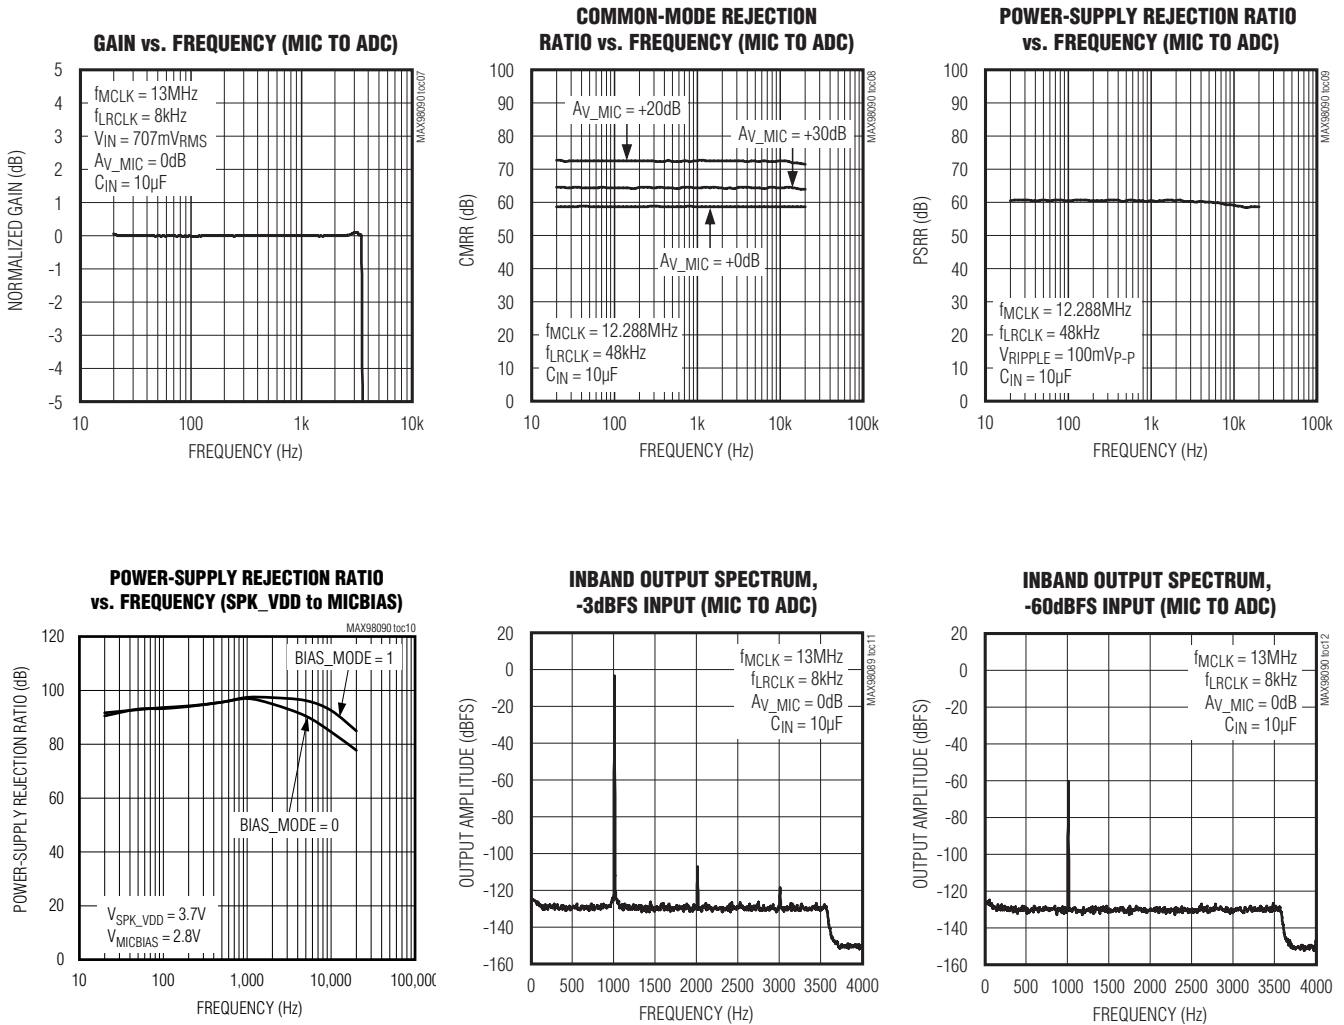 GAIN vs. FREQUENCY (MIC TO ADC)
MAX98090 toc07
NORMALIZED GAIN (dB)
5
4
3
2
1
0
-1
-2
-3
-4
-5
fMCLK = 13MHz
fLRCLK = 8kHz
VIN = 707mVRMS
AV_MIC = 0dB
CIN = 10µF
10
100
1k
10k
FREQUENCY (Hz)
COMMON-MODE REJECTION
RATIO vs. FREQUENCY (MIC TO ADC)
MAX98090 toc08
CMRR (dB)
100
90
80
70
60
50
40
30
20
10
0
AV_MIC = +20dB
AV_MIC = +30dB
AV_MIC = +0dB
fMCLK = 12.288MHz
fLRCLK = 48kHz
CIN = 10µF
10
100
1k
10k
100k
FREQUENCY (Hz)
POWER-SUPPLY REJECTION RATIO
vs. FREQUENCY (MIC TO ADC)
MAX98090 toc09
PSRR (dB)
100
90
80
70
60
50
40
30
20
10
0
fMCLK = 12.288MHz
fLRCLK = 48kHz
VRIPPLE = 100mVP-P
CIN = 10µF
10
100
1k
10k
100k
FREQUENCY (Hz)
POWER-SUPPLY REJECTION RATIO
vs. FREQUENCY (SPK_VDD to MICBIAS)
MAX98090 toc10
POWER-SUPPLY REJECTION RATIO (dB)
120
100
80
60
40
20
0
BIAS_MODE = 1
BIAS_MODE = 0
VSPK_VDD = 3.7V
VMICBIAS = 2.8V
10
100
1,000
10,000
100,000
FREQUENCY (Hz)
INBAND OUTPUT SPECTRUM,
-3dBFS INPUT (MIC TO ADC)
MAX98089 toc11
OUTPUT AMPLITUDE (dBFS)
20
0
-20
-40
-60
-80
-100
-120
-140
-160
fMCLK = 13MHz
fLRCLK = 8kHz
AV_MIC = 0dB
CIN = 10µF
0
500
1000
1500
2000
2500
3000
3500
4000
FREQUENCY (Hz)
INBAND OUTPUT SPECTRUM,
-60dBFS INPUT (MIC TO ADC)
MAX98090 toc12
OUTPUT AMPLITUDE (dBFS)
20
0
-20
-40
-60
-80
-100
-120
-140
-160
fMCLK = 13MHz
fLRCLK = 8kHz
AV_MIC = 0dB
CIN = 10µF
0
500
1000
1500
2000
2500
3000
3500
4000
FREQUENCY (Hz)